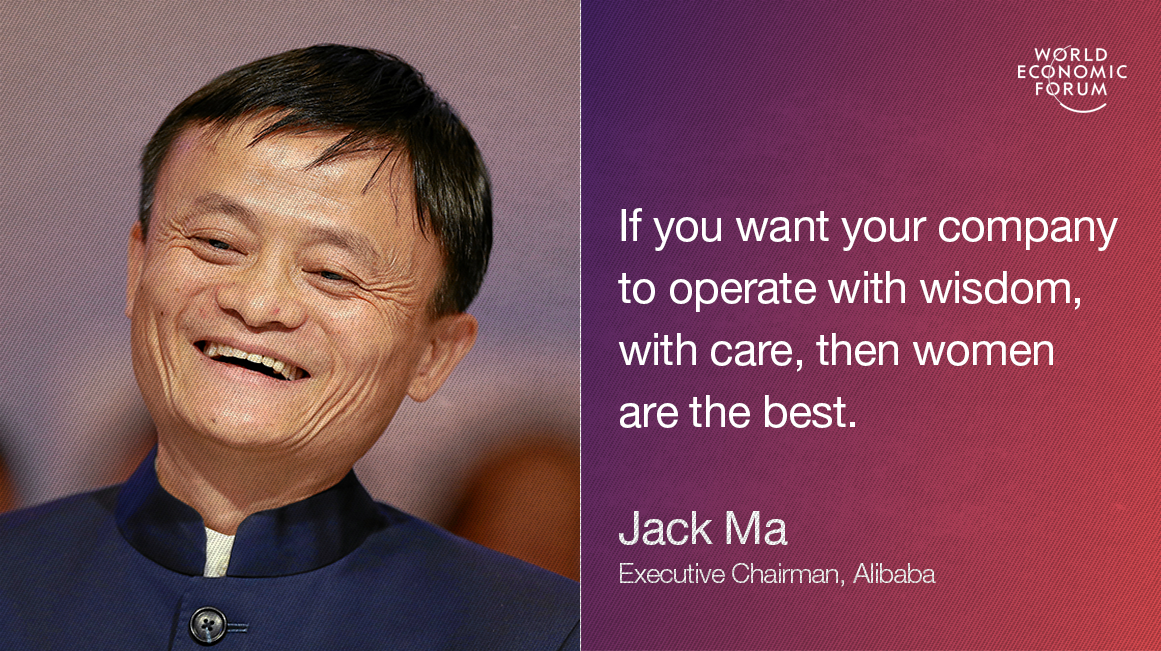 WORLD
ECONOMIC
FORUM
If you want your company
to operate with wisdom,
with care, then women
are the best.
Jack Ma
Executive Chairman, Alibaba